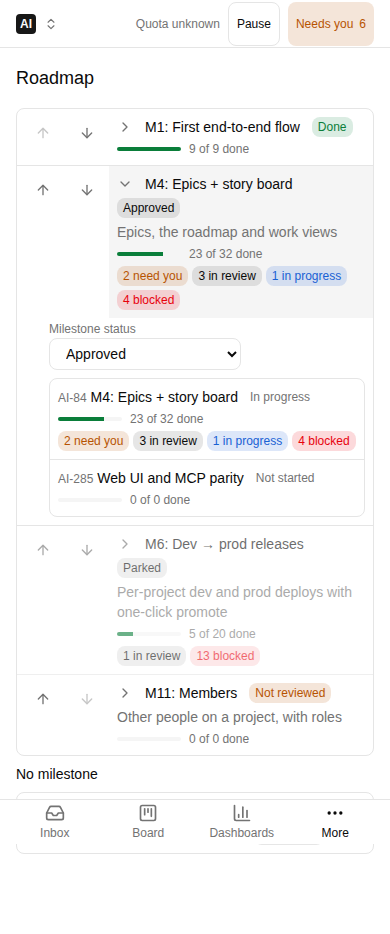 AI Quota unknown Pause Needs you 6
Roadmap
M1: First end-to-end flow Done
9 of 9 done
M4: Epics + story board
Approved
Epics, the roadmap and work views
23 of 32 done
2 need you 3 in review 1 in progress
4 blocked
Milestone status
Approved
AI-84 M4: Epics + story board In progress
23 of 32 done
2 need you 3 in review 1 in progress 4 blocked
AI-285 Web UI and MCP parity Not started
0 of 0 done
M6: Dev → prod releases
Parked
Per-project dev and prod deploys with
one-click promote
5 of 20 done
1 in review 13 blocked
M11: Members Not reviewed
Other people on a project, with roles
0 of 0 done
No milestone
Inbox Board Dashboards More